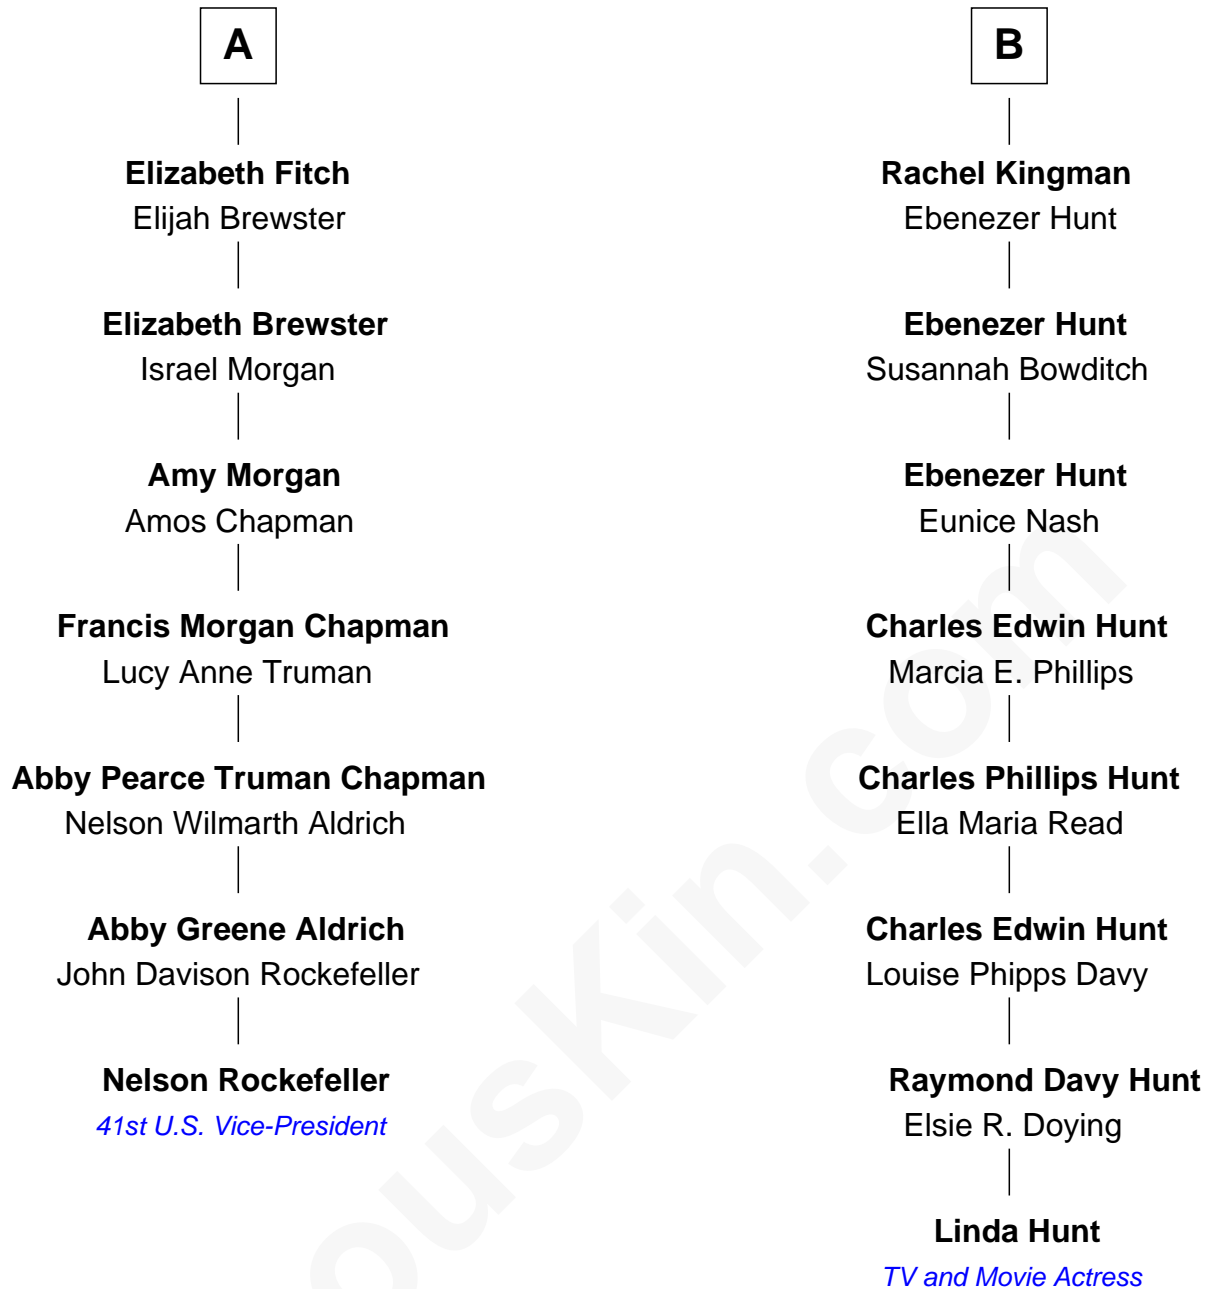 A
Elizabeth Fitch
Elijah Brewster
Elizabeth Brewster
Israel Morgan
Amy Morgan
Amos Chapman
Francis Morgan Chapman
Lucy Anne Truman
Abby Pearce Truman Chapman
Nelson Wilmarth Aldrich
Abby Greene Aldrich
John Davison Rockefeller
Nelson Rockefeller
41st U.S. Vice-President
B
Rachel Kingman
Ebenezer Hunt
Ebenezer Hunt
Susannah Bowditch
Ebenezer Hunt
Eunice Nash
Charles Edwin Hunt
Marcia E. Phillips
Charles Phillips Hunt
Ella Maria Read
Charles Edwin Hunt
Louise Phipps Davy
Raymond Davy Hunt
Elsie R. Doying
Linda Hunt
TV and Movie Actress
ousKin.com